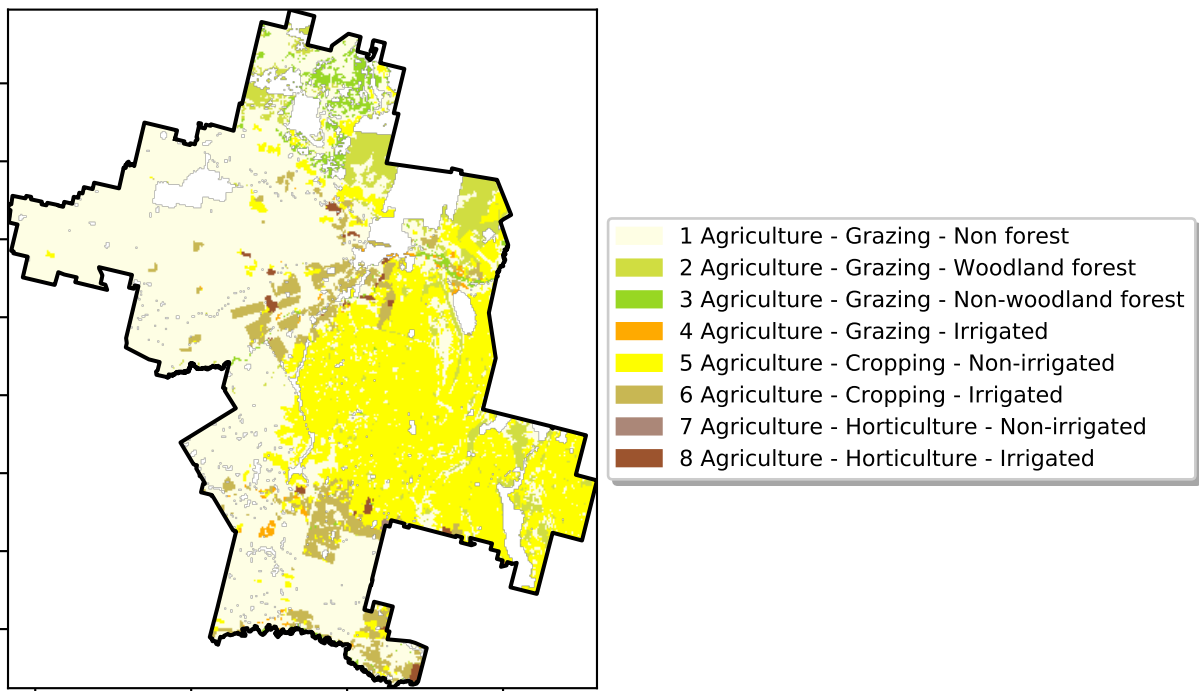 1 Agriculture - Grazing - Non forest
2 Agriculture - Grazing - Woodland forest
3 Agriculture - Grazing - Non-woodland forest
4 Agriculture - Grazing - Irrigated
5 Agriculture - Cropping - Non-irrigated
6 Agriculture - Cropping - Irrigated
7 Agriculture - Horticulture - Non-irrigated
8 Agriculture - Horticulture - Irrigated